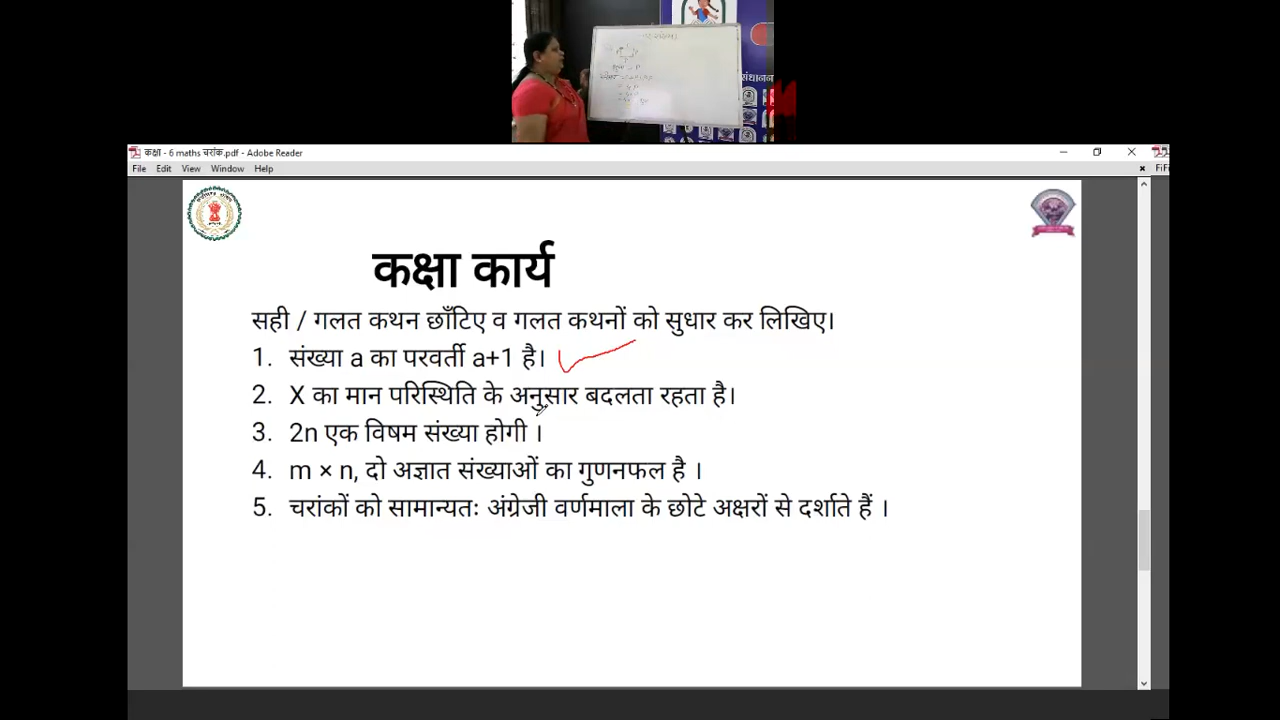 संधानन
कक्षा - 6 maths चरांक.pdf - Adobe Reader
File Edit View Window Help
कक्षा कार्य
सही / गलत कथन छाँटिए व गलत कथनों को सुधार कर लिखिए।
1. संख्या a का परवर्ती a+1 है।
2. X का मान परिस्थिति के अनुसार बदलता रहता है।
3. 2n एक विषम संख्या होगी ।
4. m × n, दो अज्ञात संख्याओं का गुणनफल है ।
5. चरांकों को सामान्यतः अंग्रेजी वर्णमाला के छोटे अक्षरों से दर्शाते हैं ।